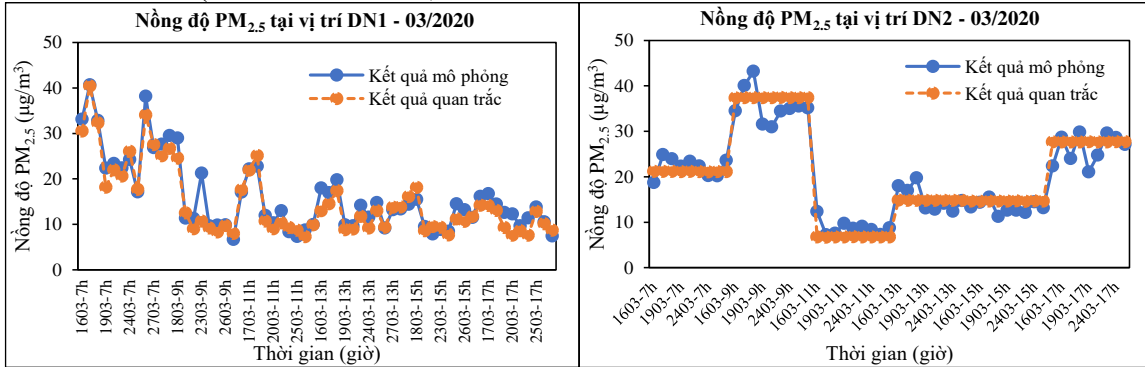 Nồng độ PM2.5 tại vị trí DN1 - 03/2020
50
40
30
20
10
0
Nồng độ PM2.5 (µg/m³)
Kết quả mô phỏng
Kết quả quan trắc
1603-7h
1903-7h
2403-7h
2703-7h
1803-9h
2303-9h
2603-9h
1703-11h
2003-11h
2503-11h
1603-13h
1903-13h
2403-13h
2703-13h
1803-15h
2303-15h
2603-15h
1703-17h
2003-17h
2503-17h
Thời gian (giờ)
Nồng độ PM2.5 tại vị trí DN2 - 03/2020
50
40
30
20
10
0
Nồng độ PM2.5 (µg/m³)
Kết quả mô phỏng
Kết quả quan trắc
1603-7h
1903-7h
2403-7h
1603-9h
1903-9h
2403-9h
1603-11h
1903-11h
2403-11h
1603-13h
1903-13h
2403-13h
1603-15h
1903-15h
2403-15h
1603-17h
1903-17h
2403-17h
Thời gian (giờ)